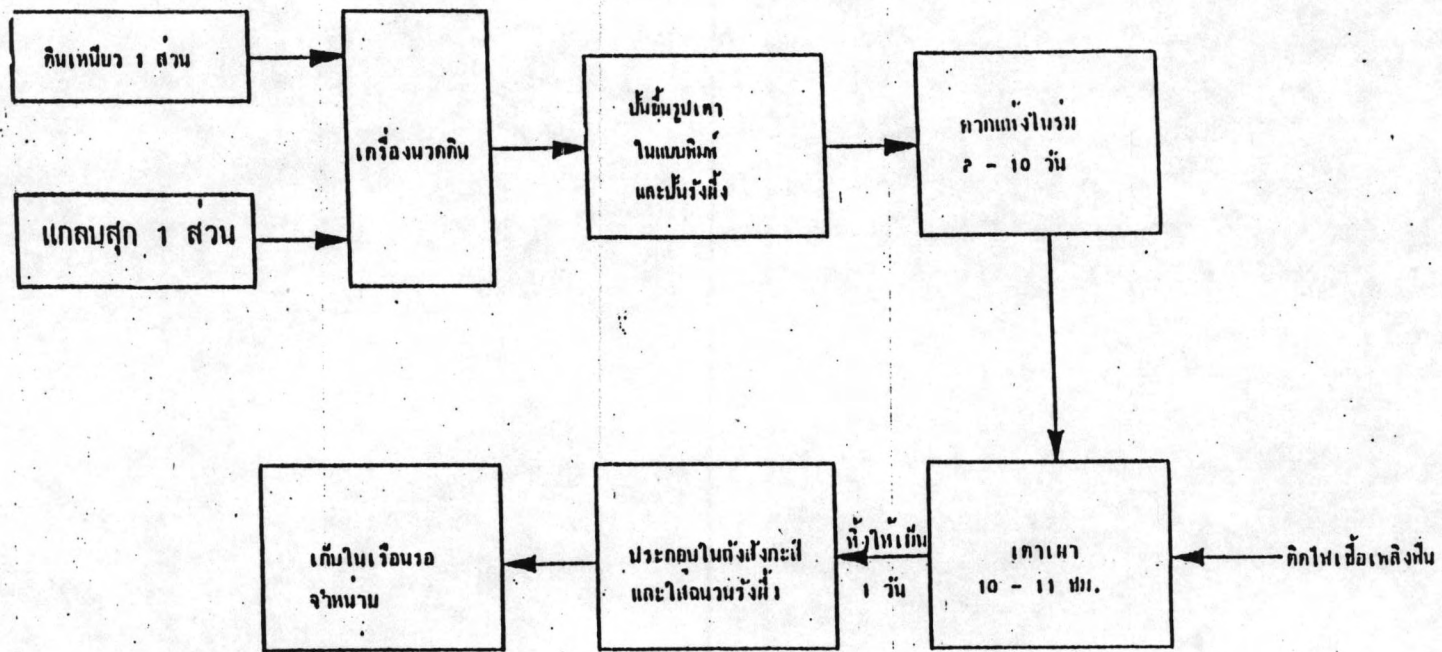 ดินเหนียว 1 ส่วน
แกลบสุก 1 ส่วน
เครื่องนวดดิน
ปั้นขึ้นรูปเตา
ในแบบพิมพ์
และปั้นรังผึ้ง
ตากแห้งในร่ม
- 10 วัน
เตาเผา
10 - 11 ชม.
ติดไฟเชื้อเพลิงฟืน
ทิ้งให้เย็น
1 วัน
ประกอบในถังสังกะสี
และใส่ฉนวนรังผึ้ง
เก็บในเรือนรอ
จำหน่าย